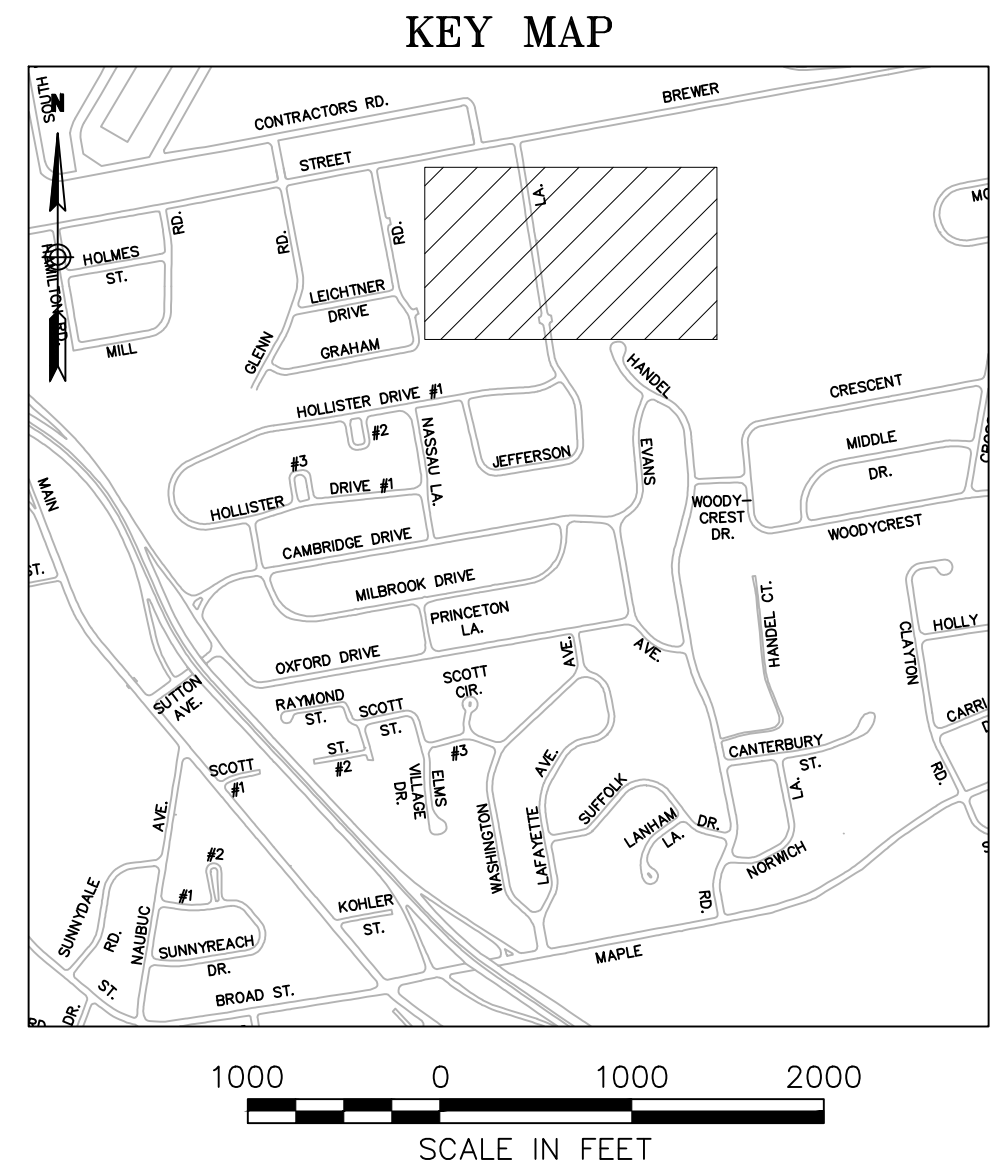 KEY MAP
SOUTH
N
CONTRACTORS RD.
BREWER
STREET
LA.
RD.
RD.
RD.
HOLMES
ST.
HAMILTON RD.
MILL
LEICHTNER
DRIVE
GLENN
GRAHAM
HANDEL
CRESCENT
HOLLISTER DRIVE #1
#2
NASSAU LA.
JEFFERSON
EVANS
MIDDLE
DR.
#3
DRIVE #1
HOLLISTER
MAIN
WOODY-
CREST
DR.
WOODYCREST
CAMBRIDGE DRIVE
ST.
MILBROOK DRIVE
PRINCETON
LA.
HANDEL CT.
CLAYTON
HOLLY
OXFORD DRIVE
AVE.
AVE.
SUTTON
AVE.
RAYMOND
ST.
SCOTT
CIR.
SCOTT
ST.
CARRI
ST.
#2
#3
CANTERBURY
ST.
SCOTT
#1
VILLAGE
DR.
ELMS
AVE.
RD.
LA.
AVE.
SUFFOLK
WASHINGTON
LAFAYETTE
LANHAM
LA.
DR.
NORWICH
#2
#1
SUNNYDALE
RD.
NAUBUC
KOHLER
ST.
RD.
SUNNYREACH
DR.
MAPLE
ST.
BROAD ST.
DR.
1000 0 1000 2000
SCALE IN FEET